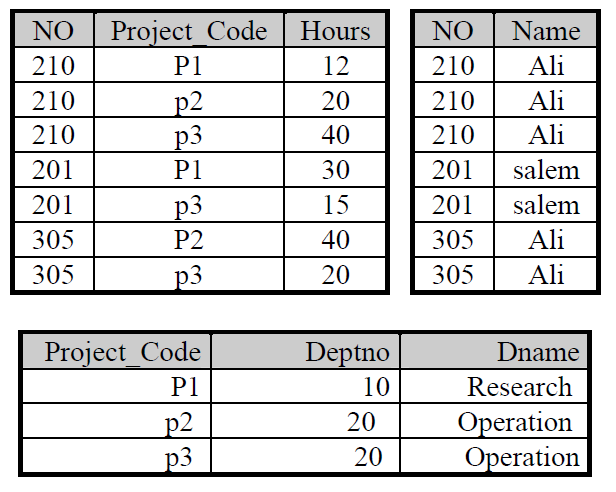 NO Project_Code Hours
210 P1 12
210 p2 20
210 p3 40
201 P1 30
201 p3 15
305 P2 40
305 p3 20
NO Name
210 Ali
210 Ali
210 Ali
201 salem
201 salem
305 Ali
305 Ali
Project_Code Deptno Dname
P1 10 Research
p2 20 Operation
p3 20 Operation